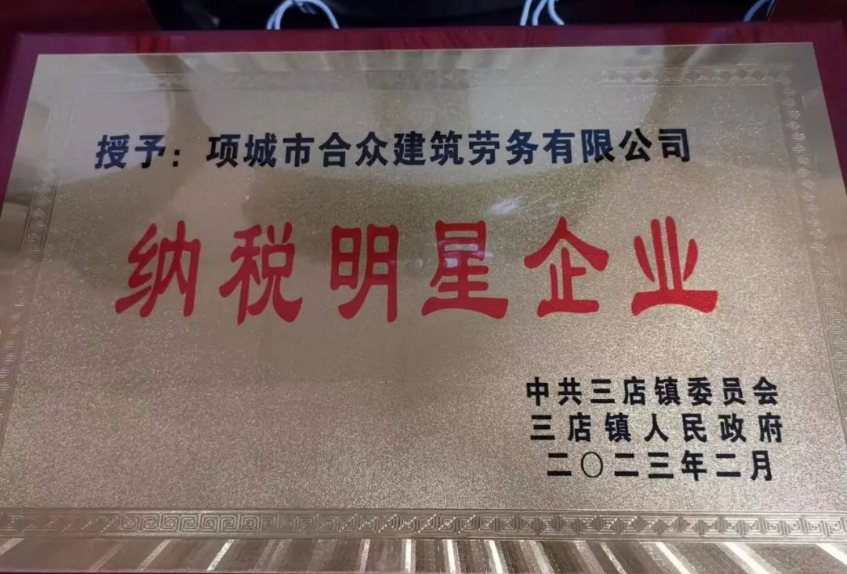 授予：项城市合众建筑劳务有限公司
纳税明星企业
中共三店镇委员会
三店镇人民政府
二〇二三年二月